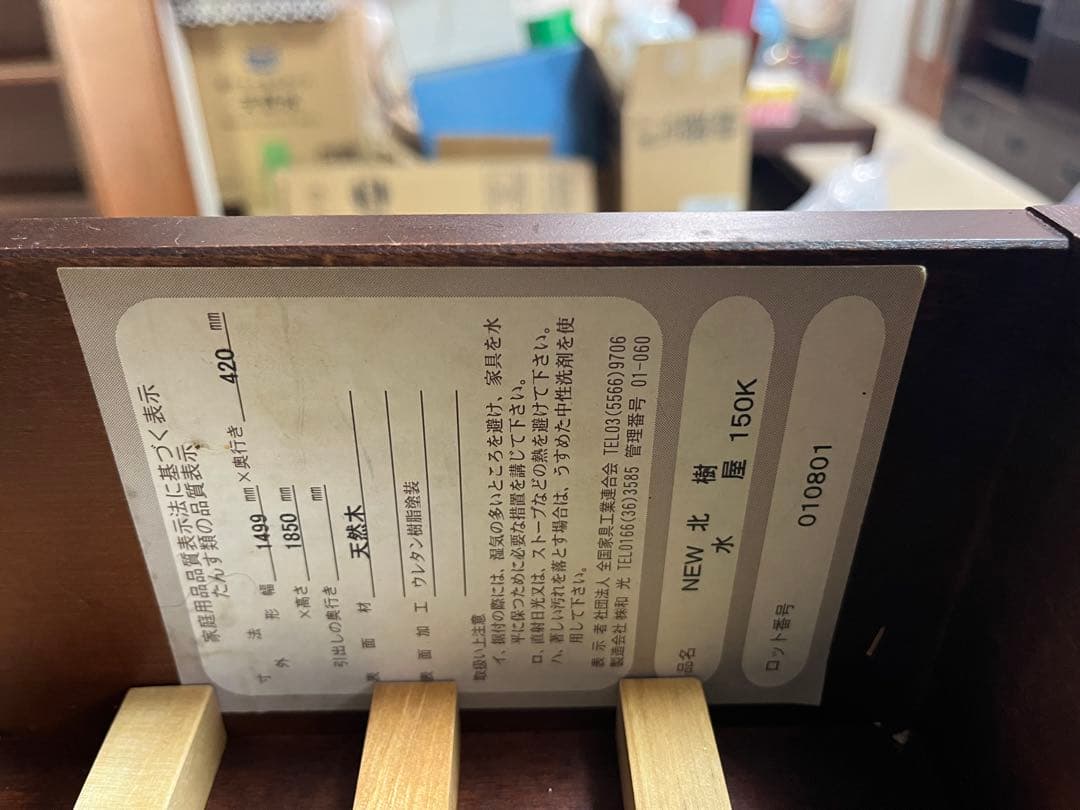 家庭用品品質表示法に基づく表示
たんす類の品質表示
寸法
外形 幅 1499 mm ×奥行き 420 mm
×高さ 1850 mm
引出しの奥行き mm
表面材 天然木
表面加工 ウレタン樹脂塗装
取扱い上注意
イ、据付の際には、湿気の多いところを避け、家具を水
平に保つために必要な措置を講じて下さい。
ロ、直射日光又は、ストーブなどの熱を避けて下さい。
ハ、著しい汚れを落とす場合は、うすめた中性洗剤を使
用して下さい。
表示者 社団法人 全国家具工業連合会 TEL03(5566)9706
製造会社 ㈱和光 TEL0166(36)3585 管理番号 01-060
品名 NEW 北樹
水屋 150K
ロット番号 010801